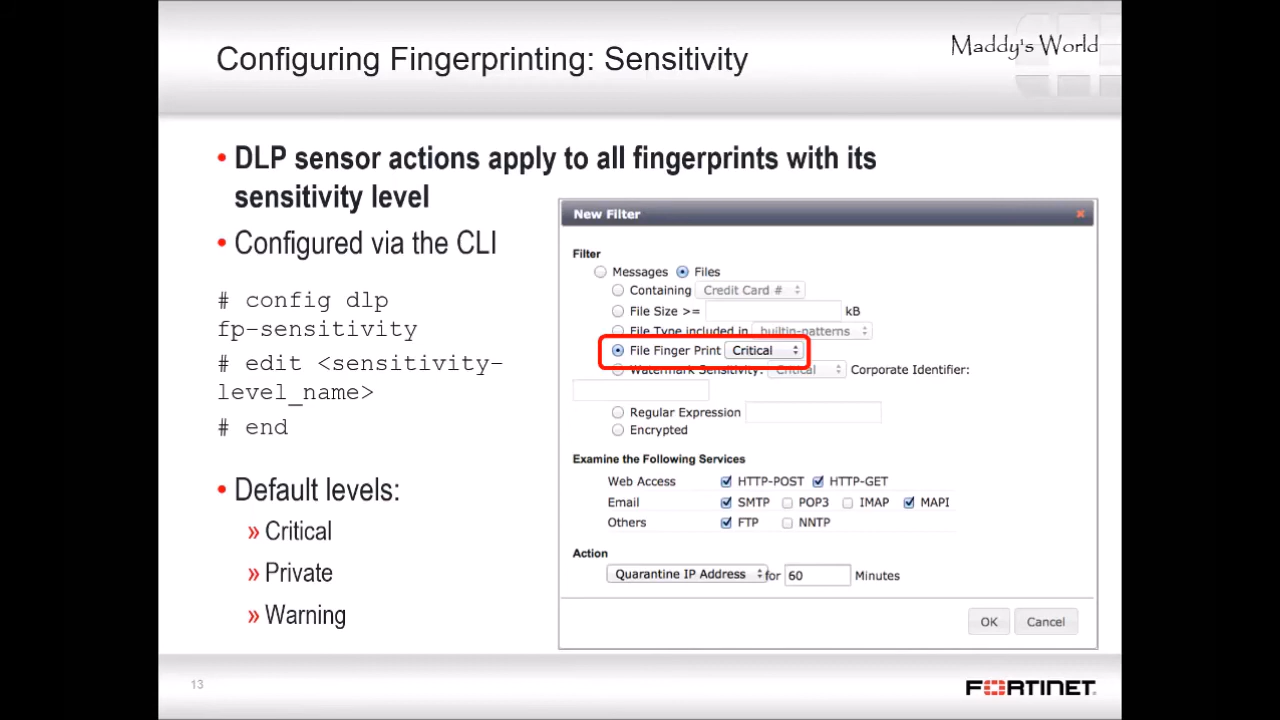 Configuring Fingerprinting: Sensitivity
Maddy's World
• DLP sensor actions apply to all fingerprints with its
sensitivity level
• Configured via the CLI
# config dlp
fp-sensitivity
# edit <sensitivity-
level_name>
# end
• Default levels:
» Critical
» Private
» Warning
New Filter
Filter
Messages Files
Containing Credit Card #
File Size >= kB
File Type included in builtin-patterns
File Finger Print Critical
Watermark Sensitivity: Critical Corporate Identifier:
Regular Expression
Encrypted
Examine the Following Services
Web Access HTTP-POST HTTP-GET
Email SMTP POP3 IMAP MAPI
Others FTP NNTP
Action
Quarantine IP Address for 60 Minutes
OK Cancel
13
FORTINET